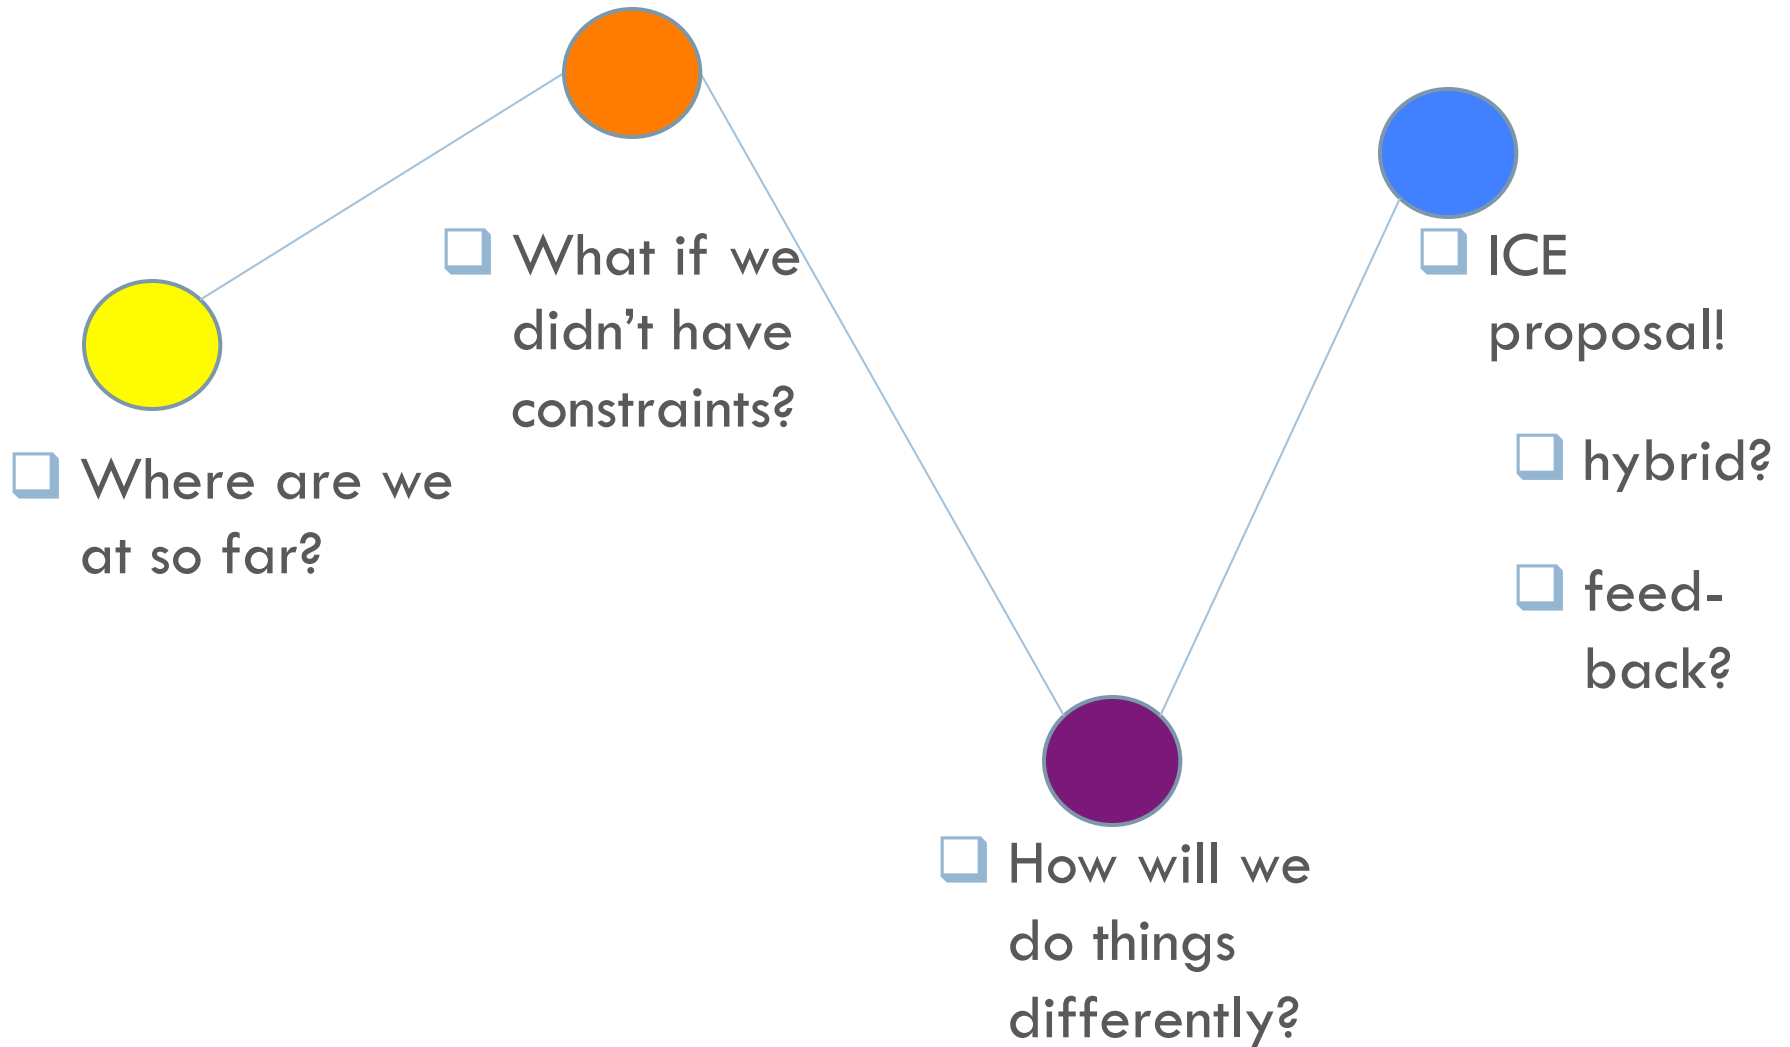 Where are we
at so far?
What if we
didn't have
constraints?
How will we
do things
differently?
ICE
proposal!
hybrid?
feed-
back?